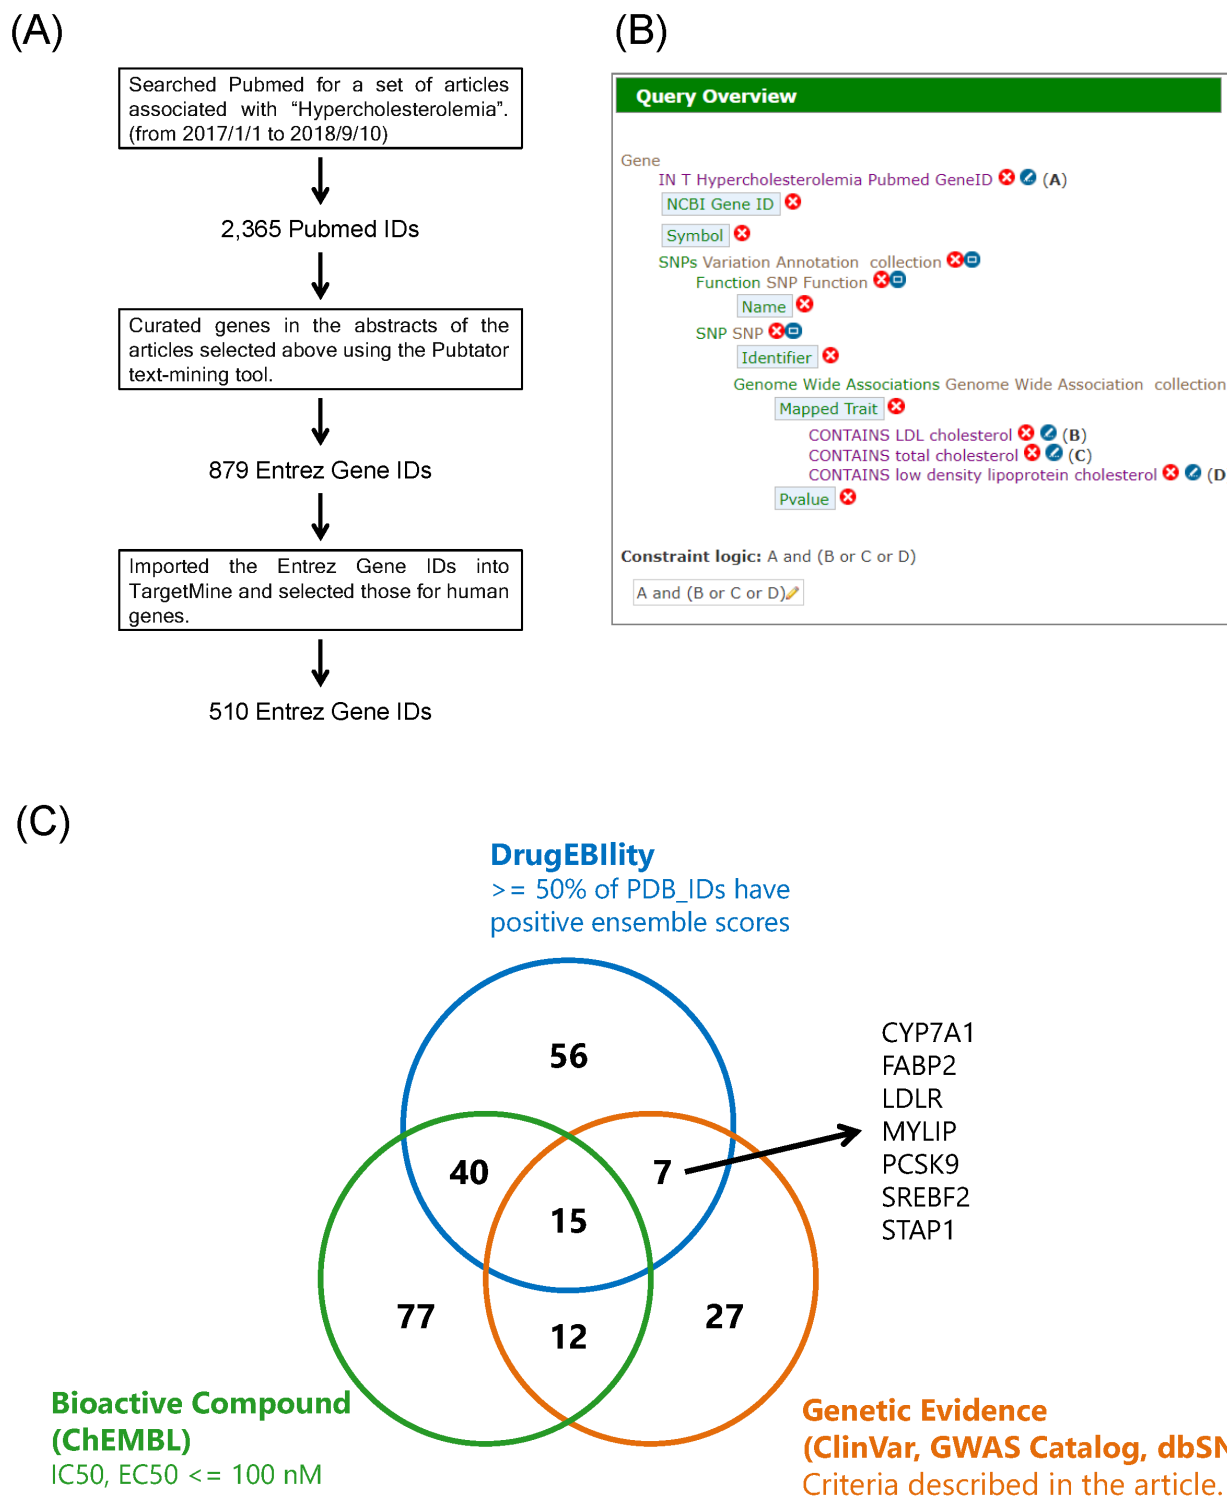 (A)
Searched Pubmed for a set of articles
associated with “Hypercholesterolemia”.
(from 2017/1/1 to 2018/9/10)
2,365 Pubmed IDs
Curated genes in the abstracts of the
articles selected above using the Pubtator
text-mining tool.
879 Entrez Gene IDs
Imported the Entrez Gene IDs into
TargetMine and selected those for human
genes.
510 Entrez Gene IDs
(B)
Query Overview
Gene
IN T Hypercholesterolemia Pubmed GeneID (A)
NCBI Gene ID
Symbol
SNPs Variation Annotation collection
Function SNP Function
Name
SNP SNP
Identifier
Genome Wide Associations Genome Wide Association collection
Mapped Trait
CONTAINS LDL cholesterol (B)
CONTAINS total cholesterol (C)
CONTAINS low density lipoprotein cholesterol (D
Pvalue
Constraint logic: A and (B or C or D)
A and (B or C or D)
(C)
DrugEBIlity
>= 50% of PDB_IDs have
positive ensemble scores
56
40
7
15
77
12
27
CYP7A1
FABP2
LDLR
MYLIP
PCSK9
SREBF2
STAP1
Bioactive Compound
(ChEMBL)
IC50, EC50 <= 100 nM
Genetic Evidence
(ClinVar, GWAS Catalog, dbSN
Criteria described in the article.